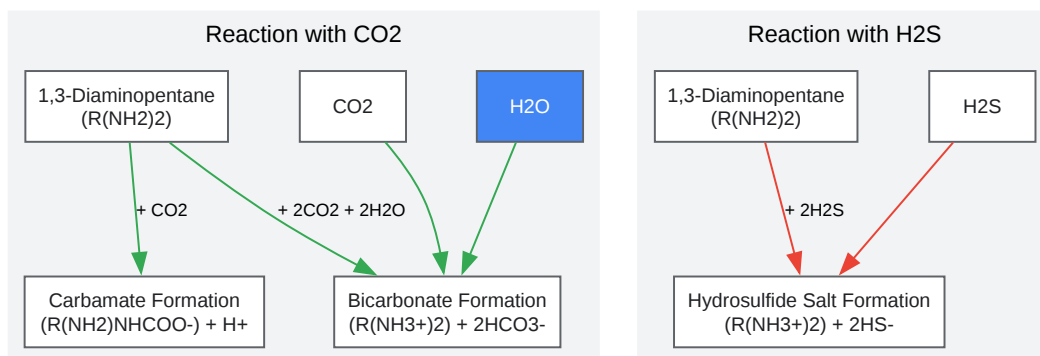 Reaction with CO2
Reaction with H2S
1,3-Diaminopentane
(R(NH2)2)
CO2
H2O
1,3-Diaminopentane
(R(NH2)2)
H2S
+ CO2
+ 2CO2 + 2H2O
+ 2H2S
Carbamate Formation
(R(NH2)NHCOO-) + H+
Bicarbonate Formation
(R(NH3+)2) + 2HCO3-
Hydrosulfide Salt Formation
(R(NH3+)2) + 2HS-